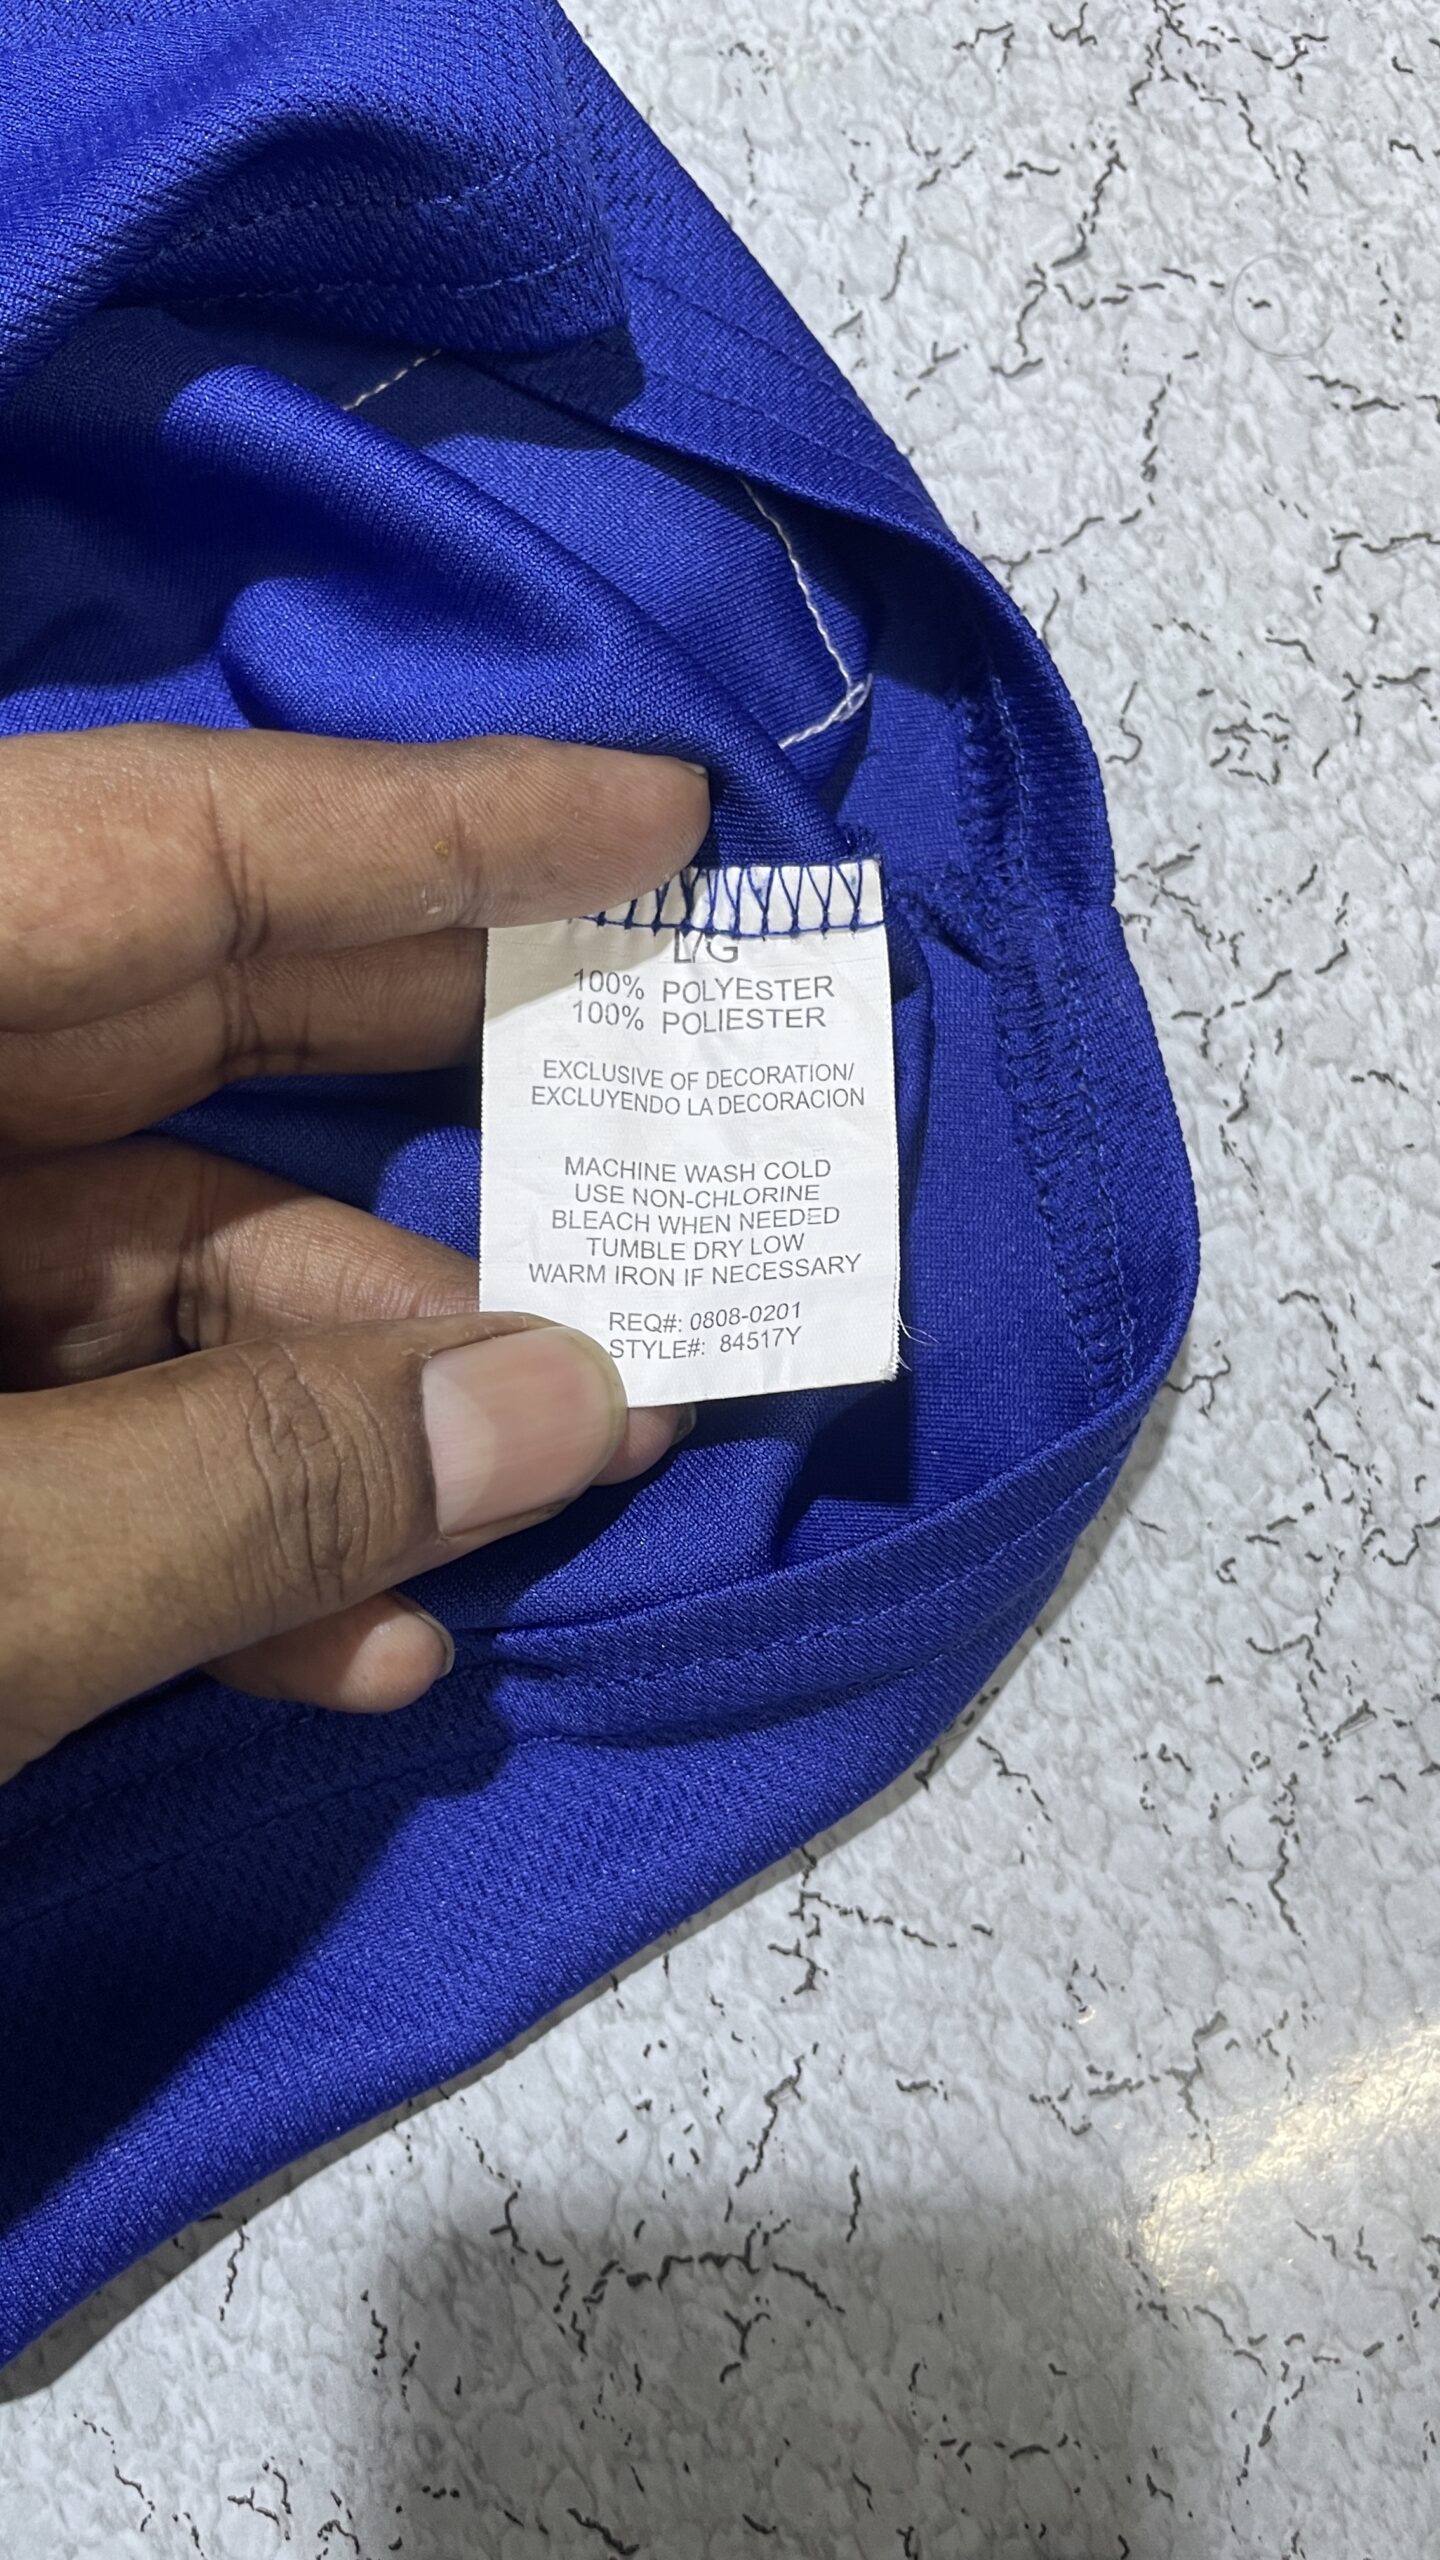 L/G
100% POLYESTER
100% POLIESTER
EXCLUSIVE OF DECORATION/
EXCLUYENDO LA DECORACION
MACHINE WASH COLD
USE NON-CHLORINE
BLEACH WHEN NEEDED
TUMBLE DRY LOW
WARM IRON IF NECESSARY
REQ#: 0808-0201
STYLE#: 84517Y